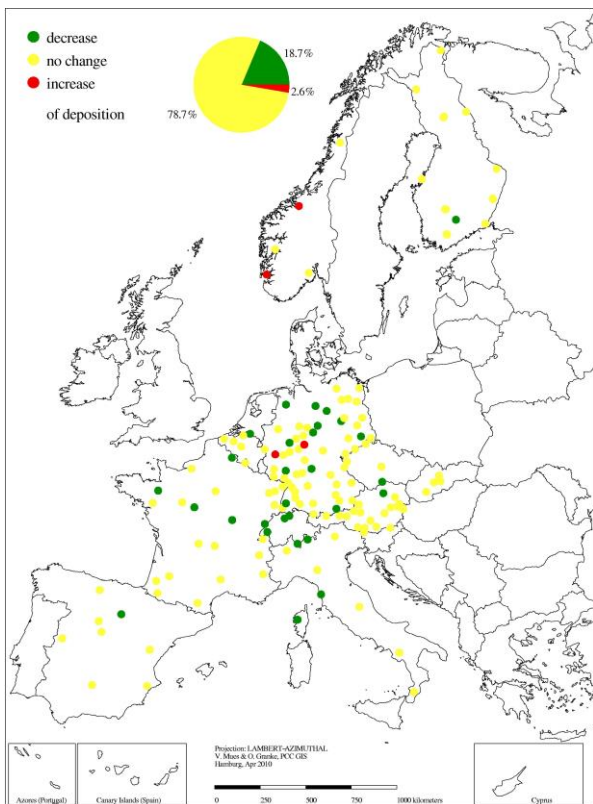 decrease
no change
increase
of deposition
18.7%
2.6%
78.7%
Projection: LAMBERT-AZIMUTHAL
V. Mues & O. Granke, PCC GIS
Hamburg, Apr 2010
0 250 500 750 1000 kilometers
Azores (Portugal)
Canary Islands (Spain)
Cyprus